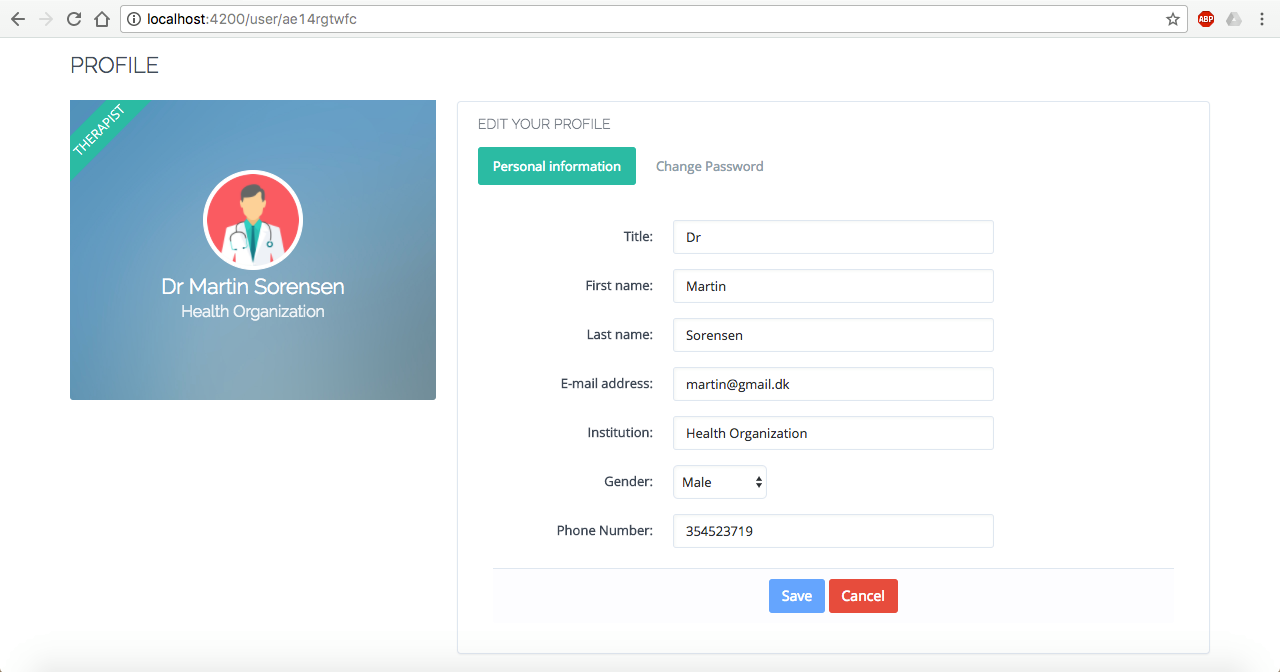 localhost:4200/user/ae14rgtwfc
ABP
PROFILE
THERAPIST
Dr Martin Sorensen
Health Organization
EDIT YOUR PROFILE
Personal information Change Password
Title: Dr
First name: Martin
Last name: Sorensen
E-mail address: martin@gmail.dk
Institution: Health Organization
Gender: Male
Phone Number: 354523719
Save Cancel